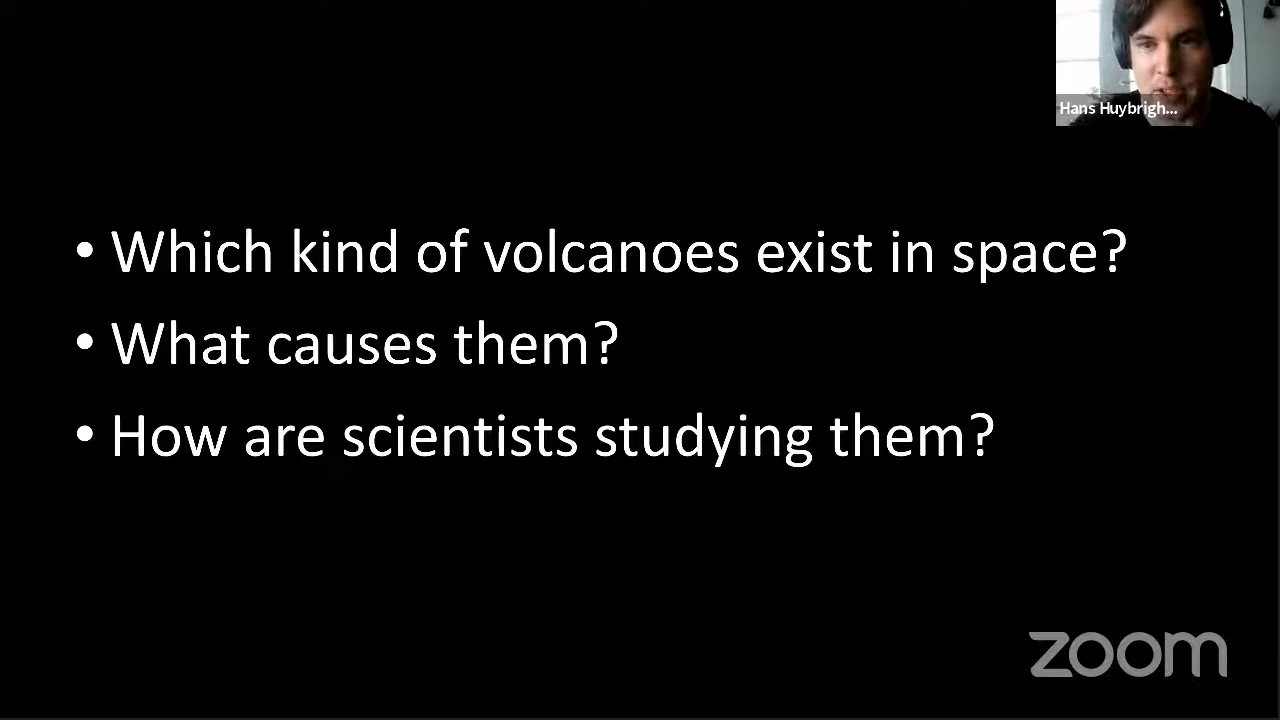 Hans Huybrigh...
• Which kind of volcanoes exist in space?
• What causes them?
• How are scientists studying them?
zoom